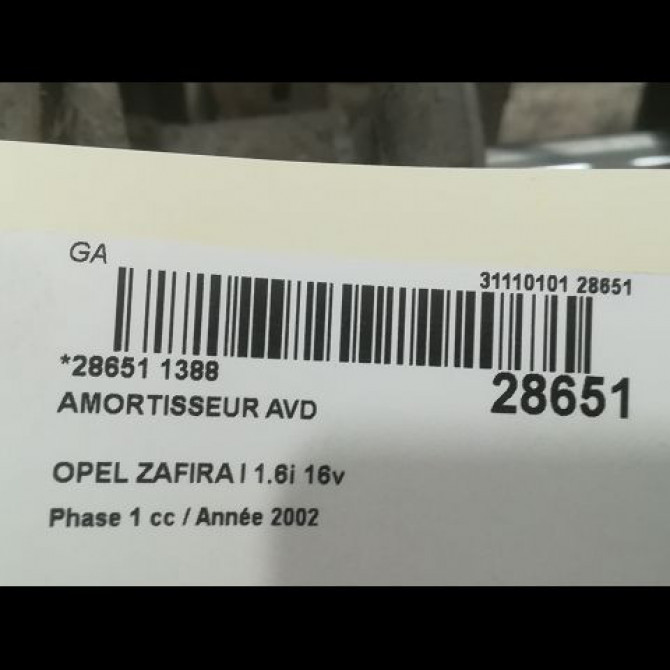 GA
31110101 28651
*28651 1388
28651
AMORTISSEUR AVD
OPEL ZAFIRA I 1.6i 16v
Phase 1 cc / Année 2002